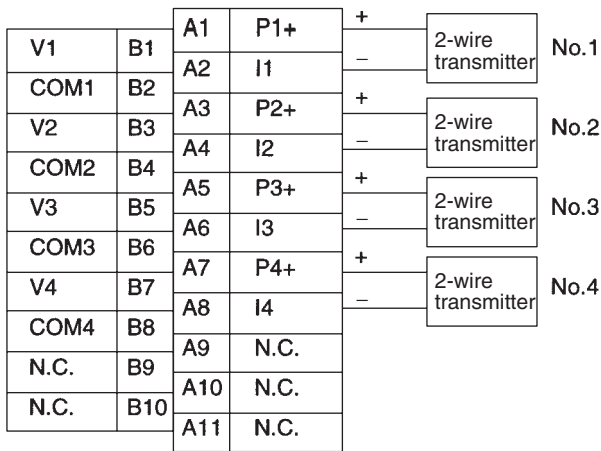 A1 P1+ +
V1 B1 2-wire
transmitter No.1
A2 I1 –
COM1 B2
A3 P2+ +
V2 B3 2-wire
transmitter No.2
A4 I2 –
COM2 B4
A5 P3+ +
V3 B5 2-wire
transmitter No.3
A6 I3 –
COM3 B6
A7 P4+ +
V4 B7 2-wire
transmitter No.4
A8 I4 –
COM4 B8
A9 N.C.
N.C. B9
A10 N.C.
N.C. B10
A11 N.C.